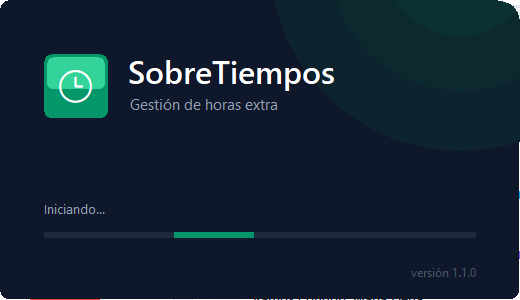 SobreTiempos
Gestión de horas extra
Iniciando...
versión 1.1.0